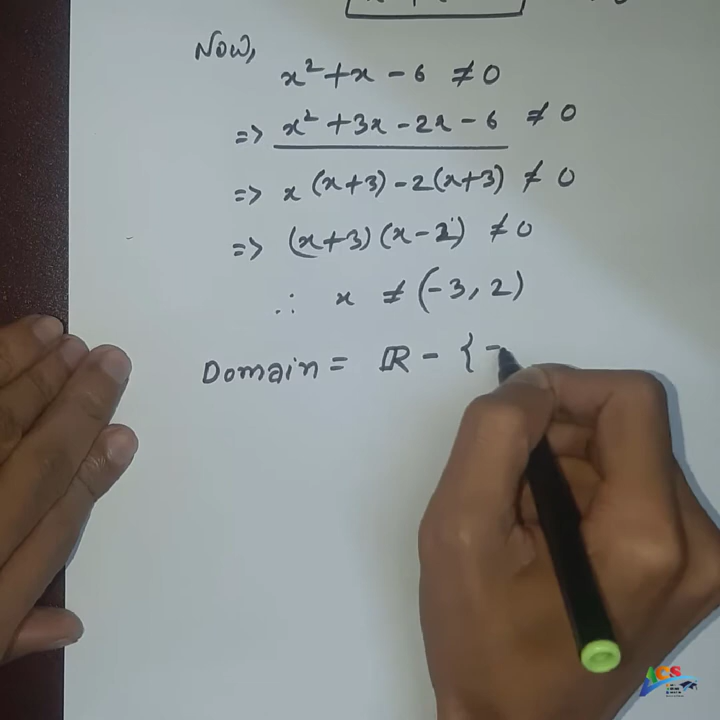 Now,
x² + x - 6 ≠ 0
=> x² + 3x - 2x - 6 ≠ 0
=> x (x+3) - 2(x+3) ≠ 0
=> (x+3) (x-2) ≠ 0
∴ x ≠ (-3, 2)
Domain = ℝ - { -